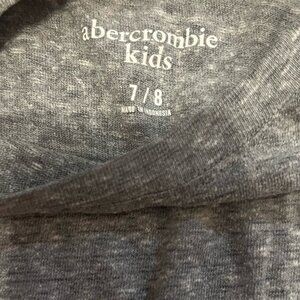 abercrombie
kids
7/8
MADE IN INDONESIA